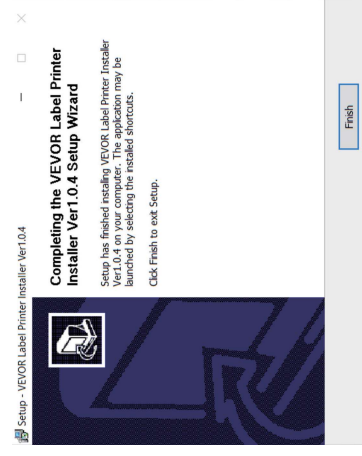 Setup - VEVOR Label Printer Installer Ver1.0.4
Completing the VEVOR Label Printer
Installer Ver1.0.4 Setup Wizard
Setup has finished installing VEVOR Label Printer Installer
Ver1.0.4 on your computer. The application may be
launched by selecting the installed shortcuts.
Click Finish to exit Setup.
Finish